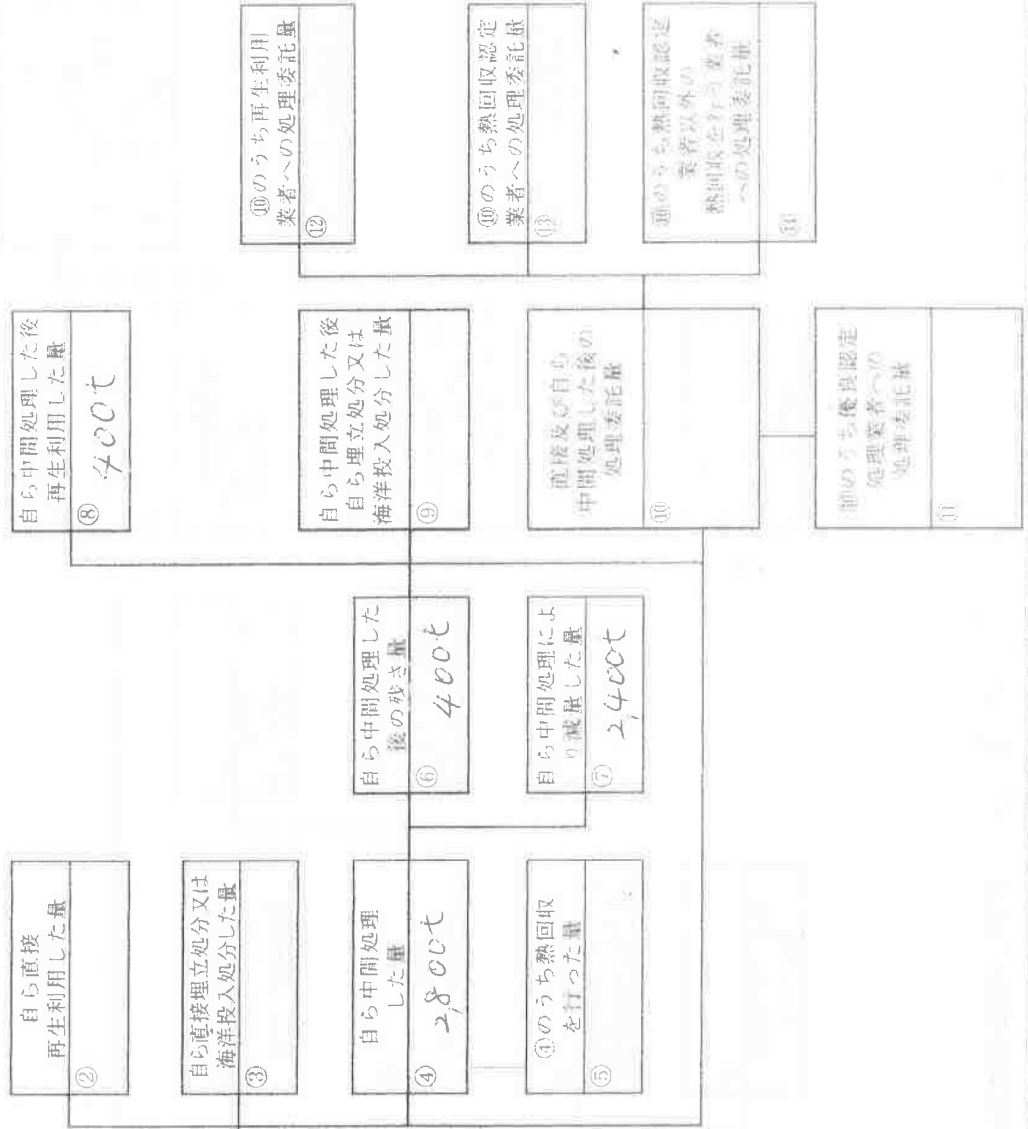 自ら直接
再生利用した量
②
自ら直接埋立処分又は
海洋投入処分した量
③
自ら中間処理
した量
④
2,800t
④のうち熱回収
を行った量
⑤
自ら中間処理した
後の残さ量
⑥
400t
自ら中間処理によ
り減量した量
⑦
2,400t
自ら中間処理した後
再生利用した量
⑧
400t
自ら中間処理した後
自ら埋立処分又は
海洋投入処分した量
⑨
直接及び自ら
中間処理した後の
処理委託量
⑩
⑩のうち優良認定
処理業者への
処理委託量
⑪
⑩のうち再生利用
業者への処理委託量
⑫
⑩のうち熱回収認定
業者への処理委託量
⑬
⑩のうち熱回収認定
業者以外の
熱回収を行う業者
への処理委託量
⑭